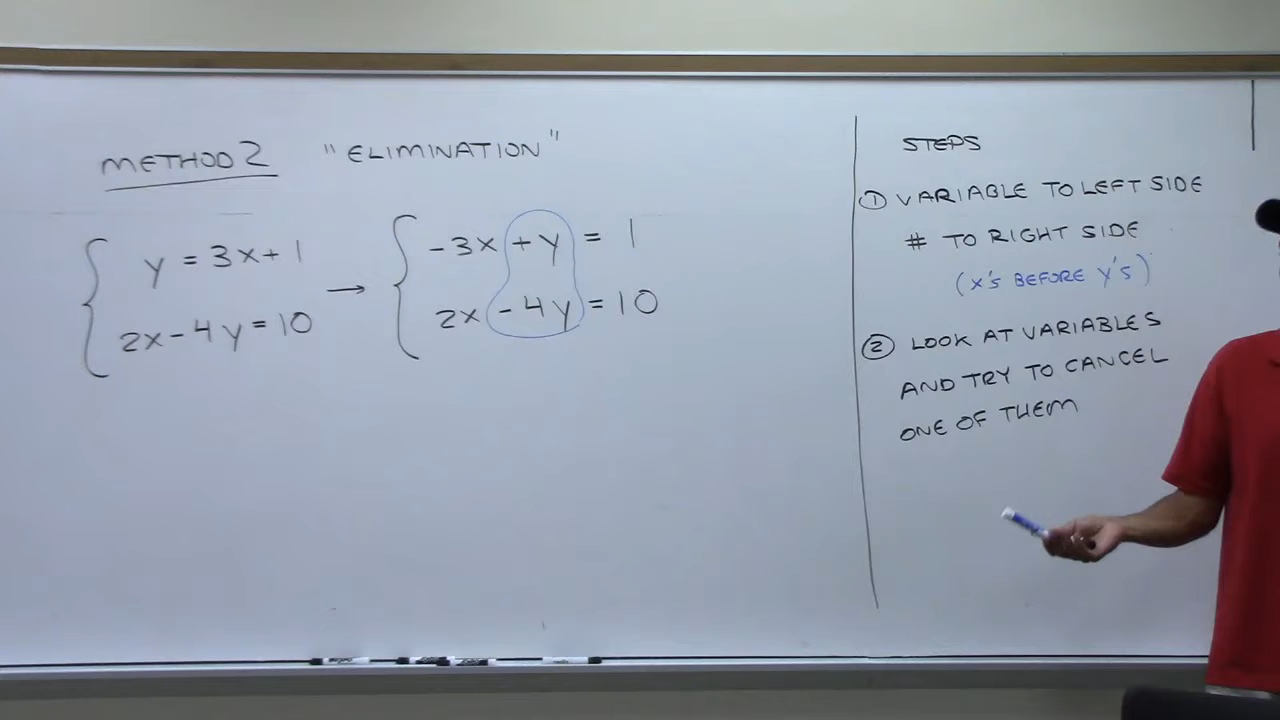 METHOD 2 "ELIMINATION"
y = 3x + 1
2x - 4y = 10
→
-3x + y = 1
2x - 4y = 10
STEPS
① VARIABLE TO LEFT SIDE
# TO RIGHT SIDE
(x's BEFORE y's)
② LOOK AT VARIABLES
AND TRY TO CANCEL
ONE OF THEM